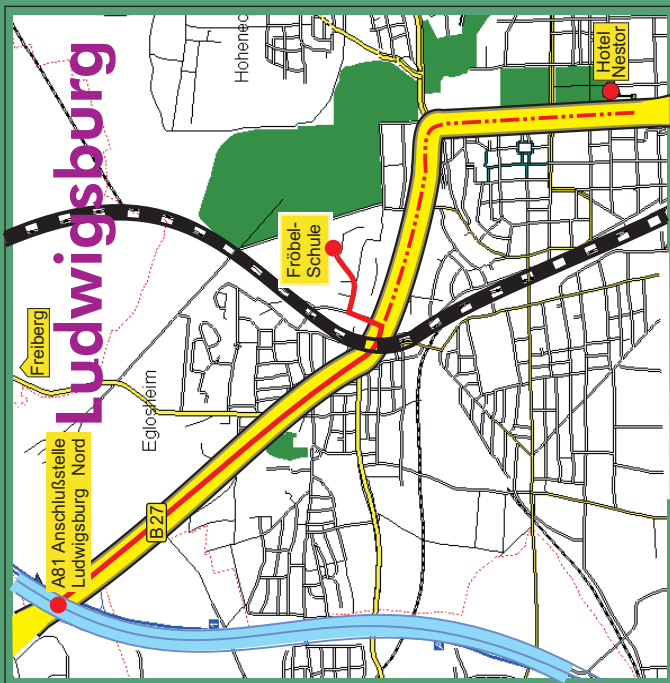 Ludwigsburg
Freiberg
Eglosheim
A81 Anschlußstelle
Ludwigsburg Nord
B27
Fröbel-
Schule
Hotel
Nestor